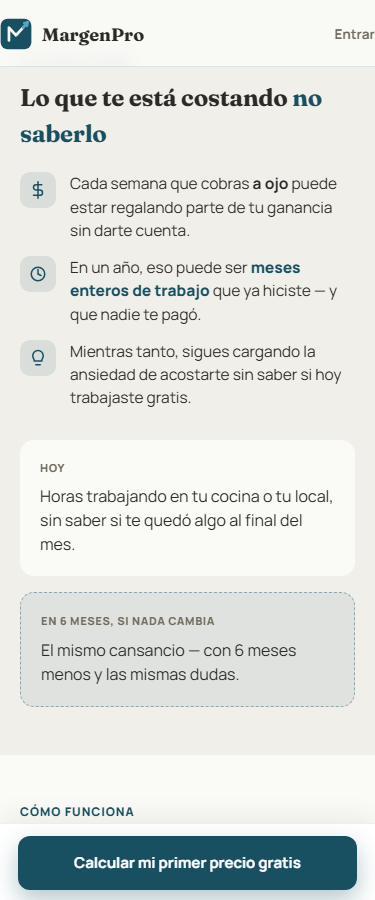 MargenPro
Entrar
Lo que te está costando no
saberlo
Cada semana que cobras a ojo puede
estar regalando parte de tu ganancia
sin darte cuenta.
En un año, eso puede ser meses
enteros de trabajo que ya hiciste — y
que nadie te pagó.
Mientras tanto, sigues cargando la
ansiedad de acostarte sin saber si hoy
trabajaste gratis.
HOY
Horas trabajando en tu cocina o tu local,
sin saber si te quedó algo al final del
mes.
EN 6 MESES, SI NADA CAMBIA
El mismo cansancio — con 6 meses
menos y las mismas dudas.
CÓMO FUNCIONA
Calcular mi primer precio gratis